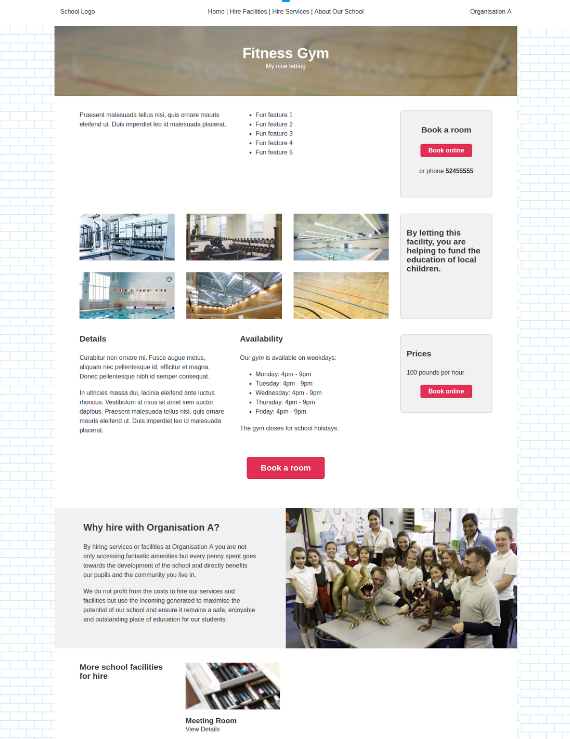 School Logo
Home | Hire Facilities | Hire Services | About Our School
Organisation A
Fitness Gym
My nice letting
Praesent malesuada tellus nisi, quis ornare mauris
eleifend ut. Duis imperdiet leo id malesuada placerat.
• Fun feature 1
• Fun feature 2
• Fun feature 3
• Fun feature 4
• Fun feature 5
Book a room
Book online
or phone 52455555
By letting this
facility, you are
helping to fund the
education of local
children.
Details
Curabitur non ornare mi. Fusce augue metus,
aliquam nec pellentesque id, efficitur et magna.
Donec pellentesque nibh id semper consequat.
In ultricies massa dui, lacinia eleifend ante luctus
rhoncus. Vestibulum id risus sit amet sem auctor
dapibus. Praesent malesuada tellus nisi, quis ornare
mauris eleifend ut. Duis imperdiet leo id malesuada
placerat.
Availability
Our gym is available on weekdays:
• Monday: 4pm - 9pm
• Tuesday: 4pm - 9pm
• Wednesday: 4pm - 9pm
• Thursday: 4pm - 9pm
• Friday: 4pm - 9pm
The gym closes for school holidays.
Prices
100 pounds per hour
Book online
Book a room
Why hire with Organisation A?
By hiring services or facilities at Organisation A you are not
only accessing fantastic amenities but every penny spent goes
towards the development of the school and directly benefits
our pupils and the community you live in.
We do not profit from the costs to hire our services and
facilities but use the incoming generated to maximise the
potential of our school and ensure it remains a safe, enjoyable
and outstanding place of education for our students.
More school facilities
for hire
Meeting Room
View Details